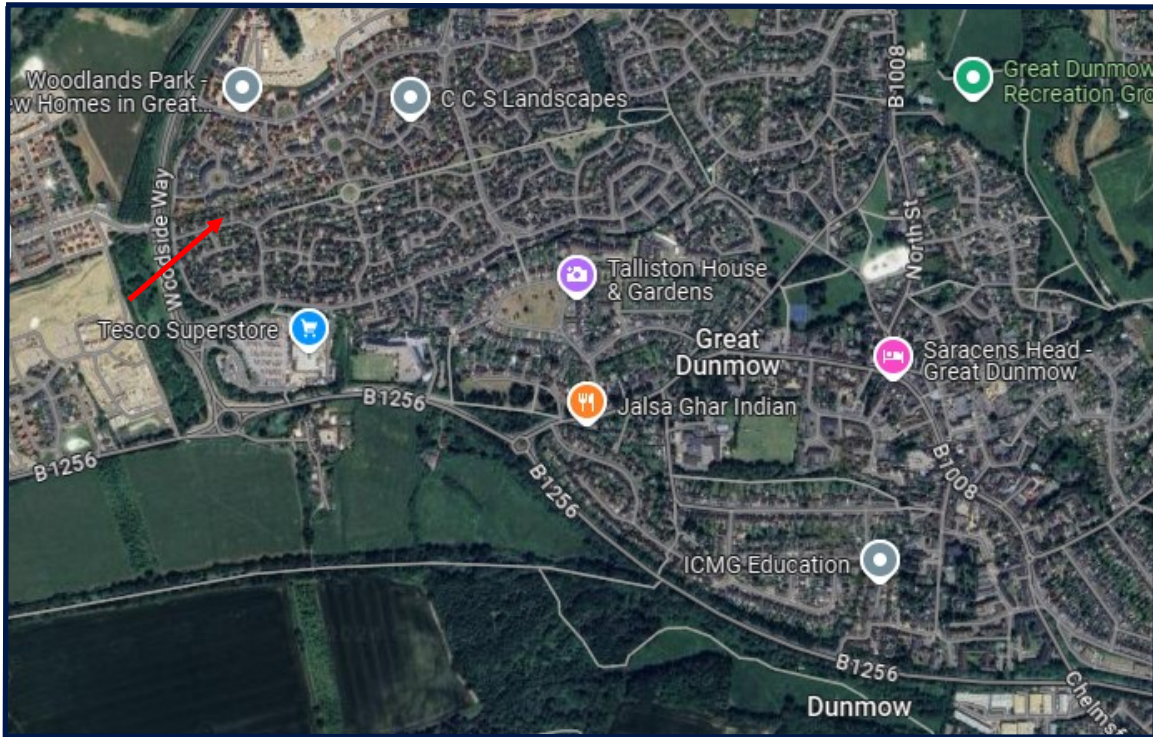 Woodlands Park -
ew Homes in Great...
C C S Landscapes
B1008
Great Dunmow
Recreation Gro
Woodside Way
North St
Talliston House
& Gardens
Tesco Superstore
Great
Dunmow
Saracens Head -
Great Dunmow
B1256
Jalsa Ghar Indian
B1256
B1256
B1008
ICMG Education
B1256
Dunmow
Chelmsf